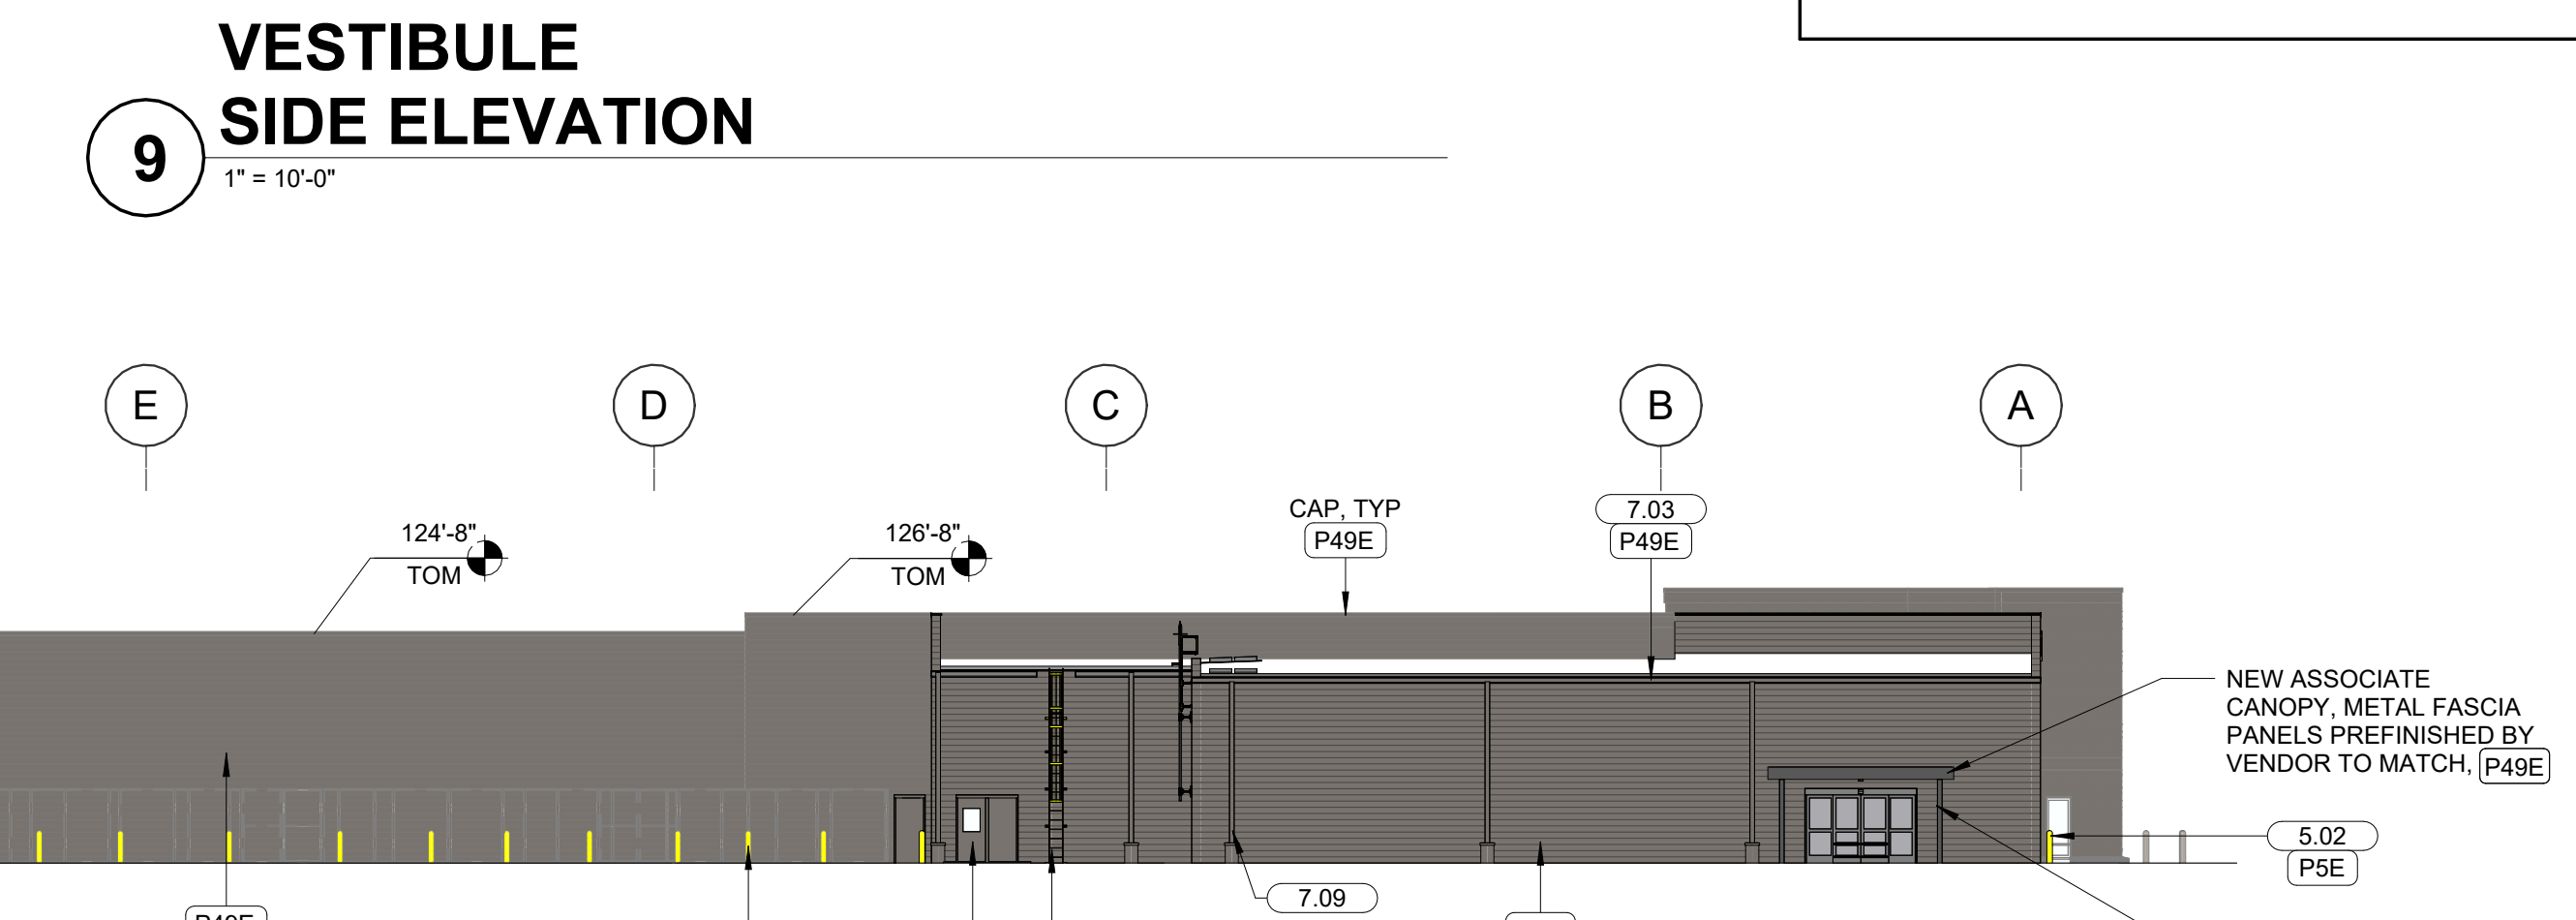 VESTIBULE
SIDE ELEVATION
9
1" = 10'-0"
E
D
C
B
A
124'-8"
TOM
126'-8"
TOM
CAP, TYP
P49E
7.03
P49E
NEW ASSOCIATE
CANOPY, METAL FASCIA
PANELS PREFINISHED BY
VENDOR TO MATCH, P49E
5.02
P5E
7.09
P49E